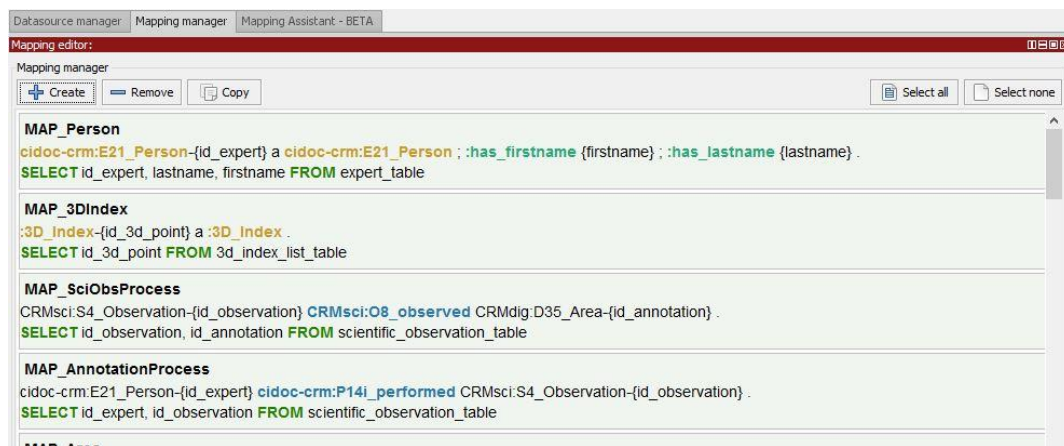 Datasource manager Mapping manager Mapping Assistant - BETA
Mapping editor:
Mapping manager
Create Remove Copy Select all Select none
MAP_Person
cidoc-crm:E21_Person-{id_expert} a cidoc-crm:E21_Person ; :has_firstname {firstname} ; :has_lastname {lastname} .
SELECT id_expert, lastname, firstname FROM expert_table
MAP_3DIndex
:3D_Index-{id_3d_point} a :3D_Index .
SELECT id_3d_point FROM 3d_index_list_table
MAP_SciObsProcess
CRMsci:S4_Observation-{id_observation} CRMsci:O8_observed CRMdig:D35_Area-{id_annotation} .
SELECT id_observation, id_annotation FROM scientific_observation_table
MAP_AnnotationProcess
cidoc-crm:E21_Person-{id_expert} cidoc-crm:P14i_performed CRMsci:S4_Observation-{id_observation} .
SELECT id_expert, id_observation FROM scientific_observation_table